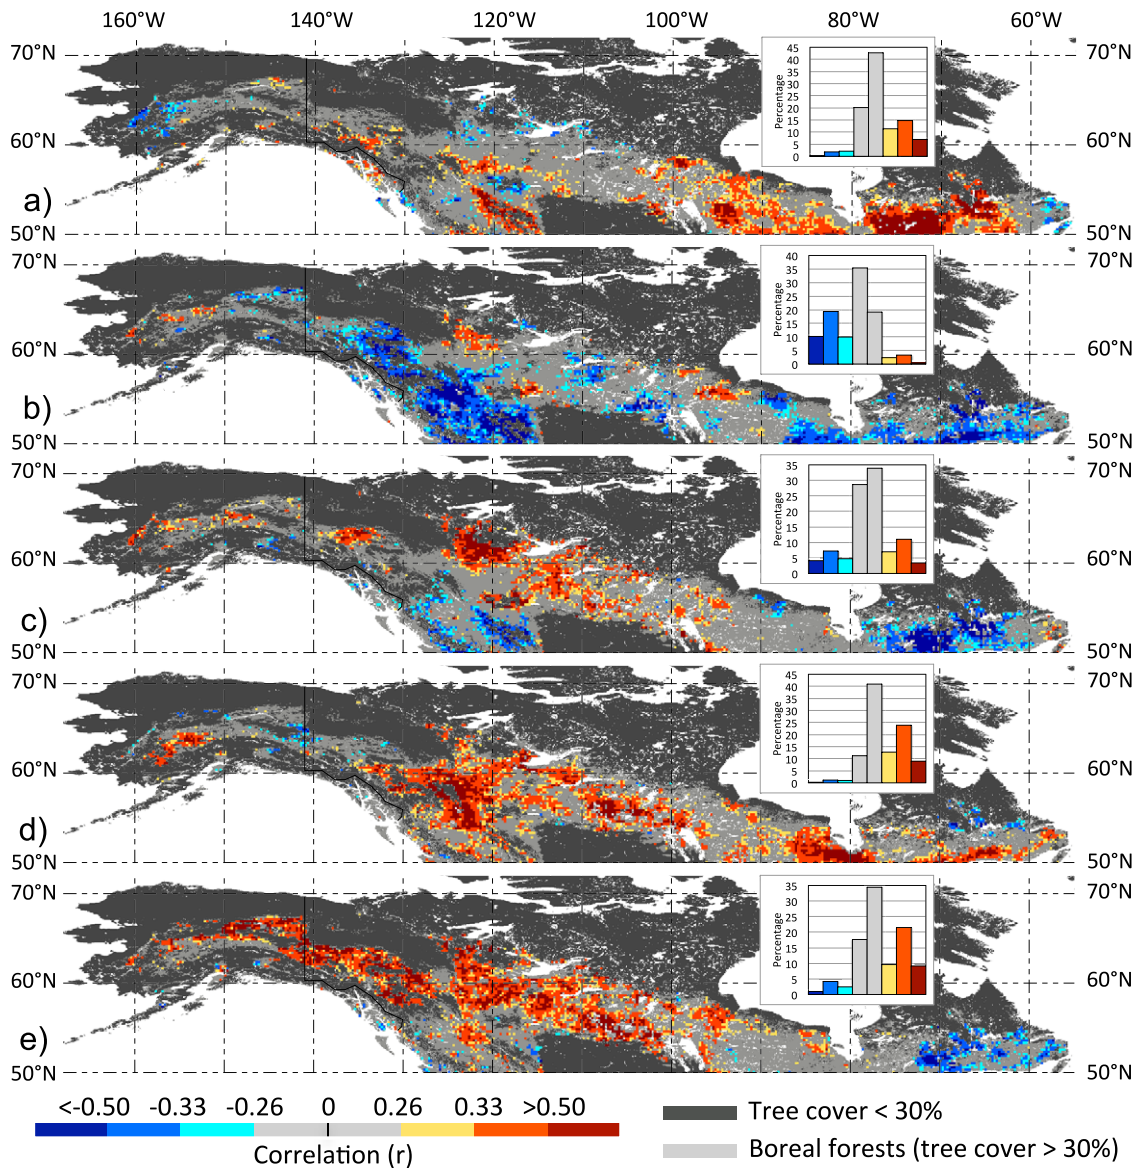 160°W 140°W 120°W 100°W 80°W 60°W
70°N 70°N
60°N 60°N
50°N 50°N
a)
Percentage
45
40
35
30
25
20
15
10
5
0
70°N 70°N
60°N 60°N
50°N 50°N
b)
Percentage
40
35
30
25
20
15
10
5
0
70°N 70°N
60°N 60°N
50°N 50°N
c)
Percentage
35
30
25
20
15
10
5
0
70°N 70°N
60°N 60°N
50°N 50°N
d)
Percentage
45
40
35
30
25
20
15
10
5
0
70°N 70°N
60°N 60°N
50°N 50°N
e)
Percentage
35
30
25
20
15
10
5
0
<-0.50 -0.33 -0.26 0 0.26 0.33 >0.50
Correlation (r)
Tree cover < 30%
Boreal forests (tree cover > 30%)